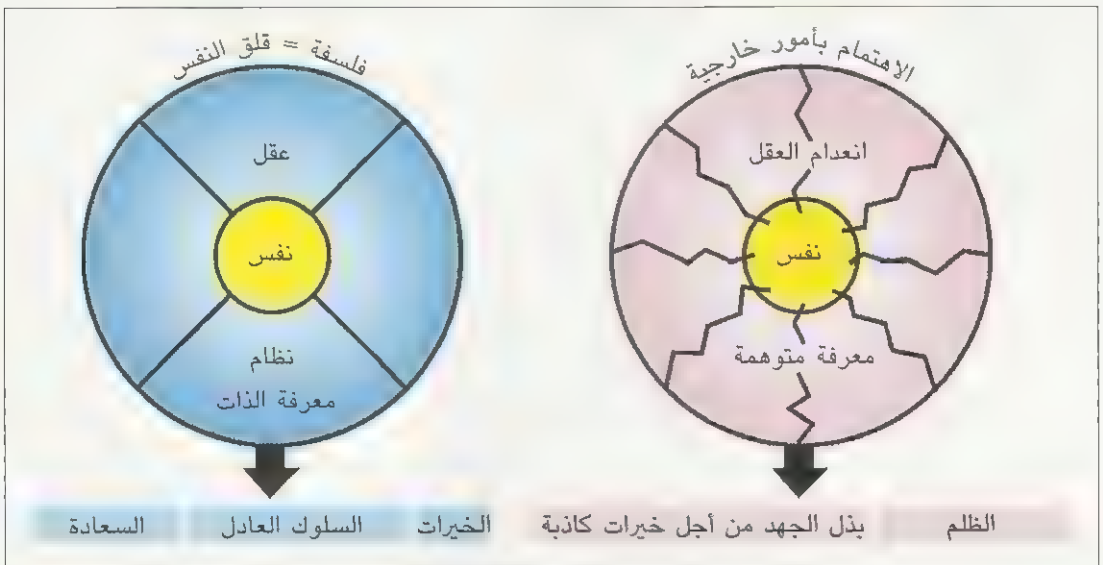 الاهتمام بأمور خارجية
انعدام العقل
نفس
معرفة متوهمة
الظلم
بذل الجهد من أجل خيرات كاذبة
فلسفة = قلق النفس
عقل
نفس
نظام
معرفة الذات
الخيرات
السلوك العادل
السعادة